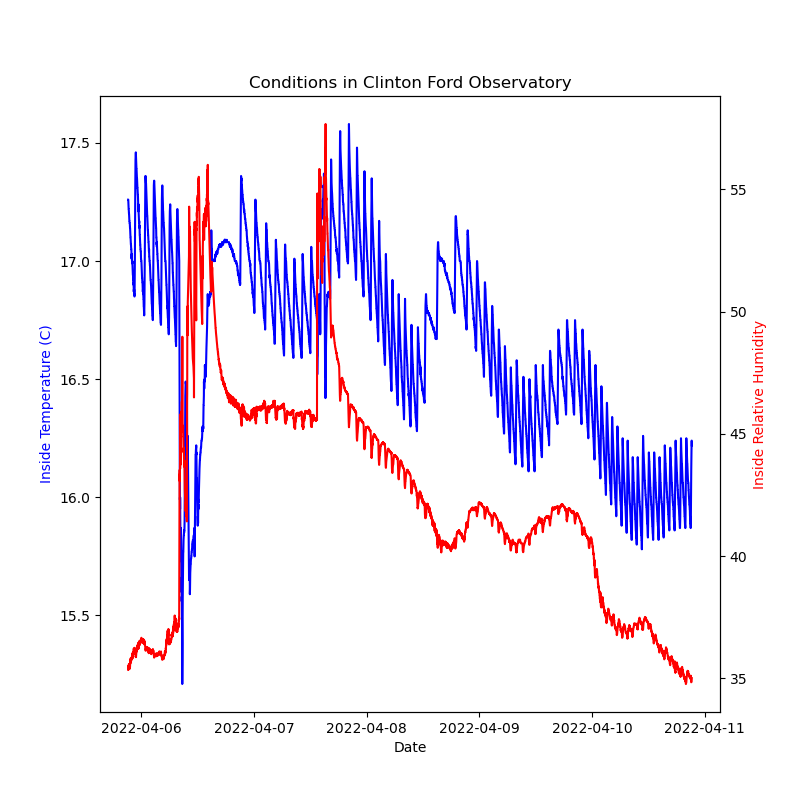 Conditions in Clinton Ford Observatory
Inside Temperature (C)
17.5
17.0
16.5
16.0
15.5
55
50
45
40
35
Inside Relative Humidity
2022-04-06 2022-04-07 2022-04-08 2022-04-09 2022-04-10 2022-04-11
Date